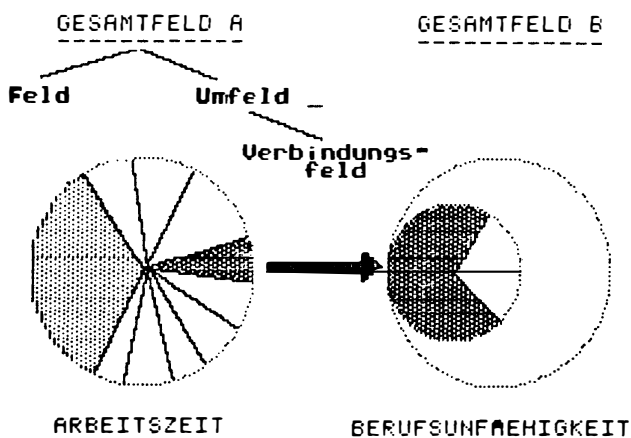 GESAMTFELD A
GESAMTFELD B
Feld
Umfeld _
Verbindungs-
feld
ARBEITSZEIT
BERUFSUNFAEHIGKEIT